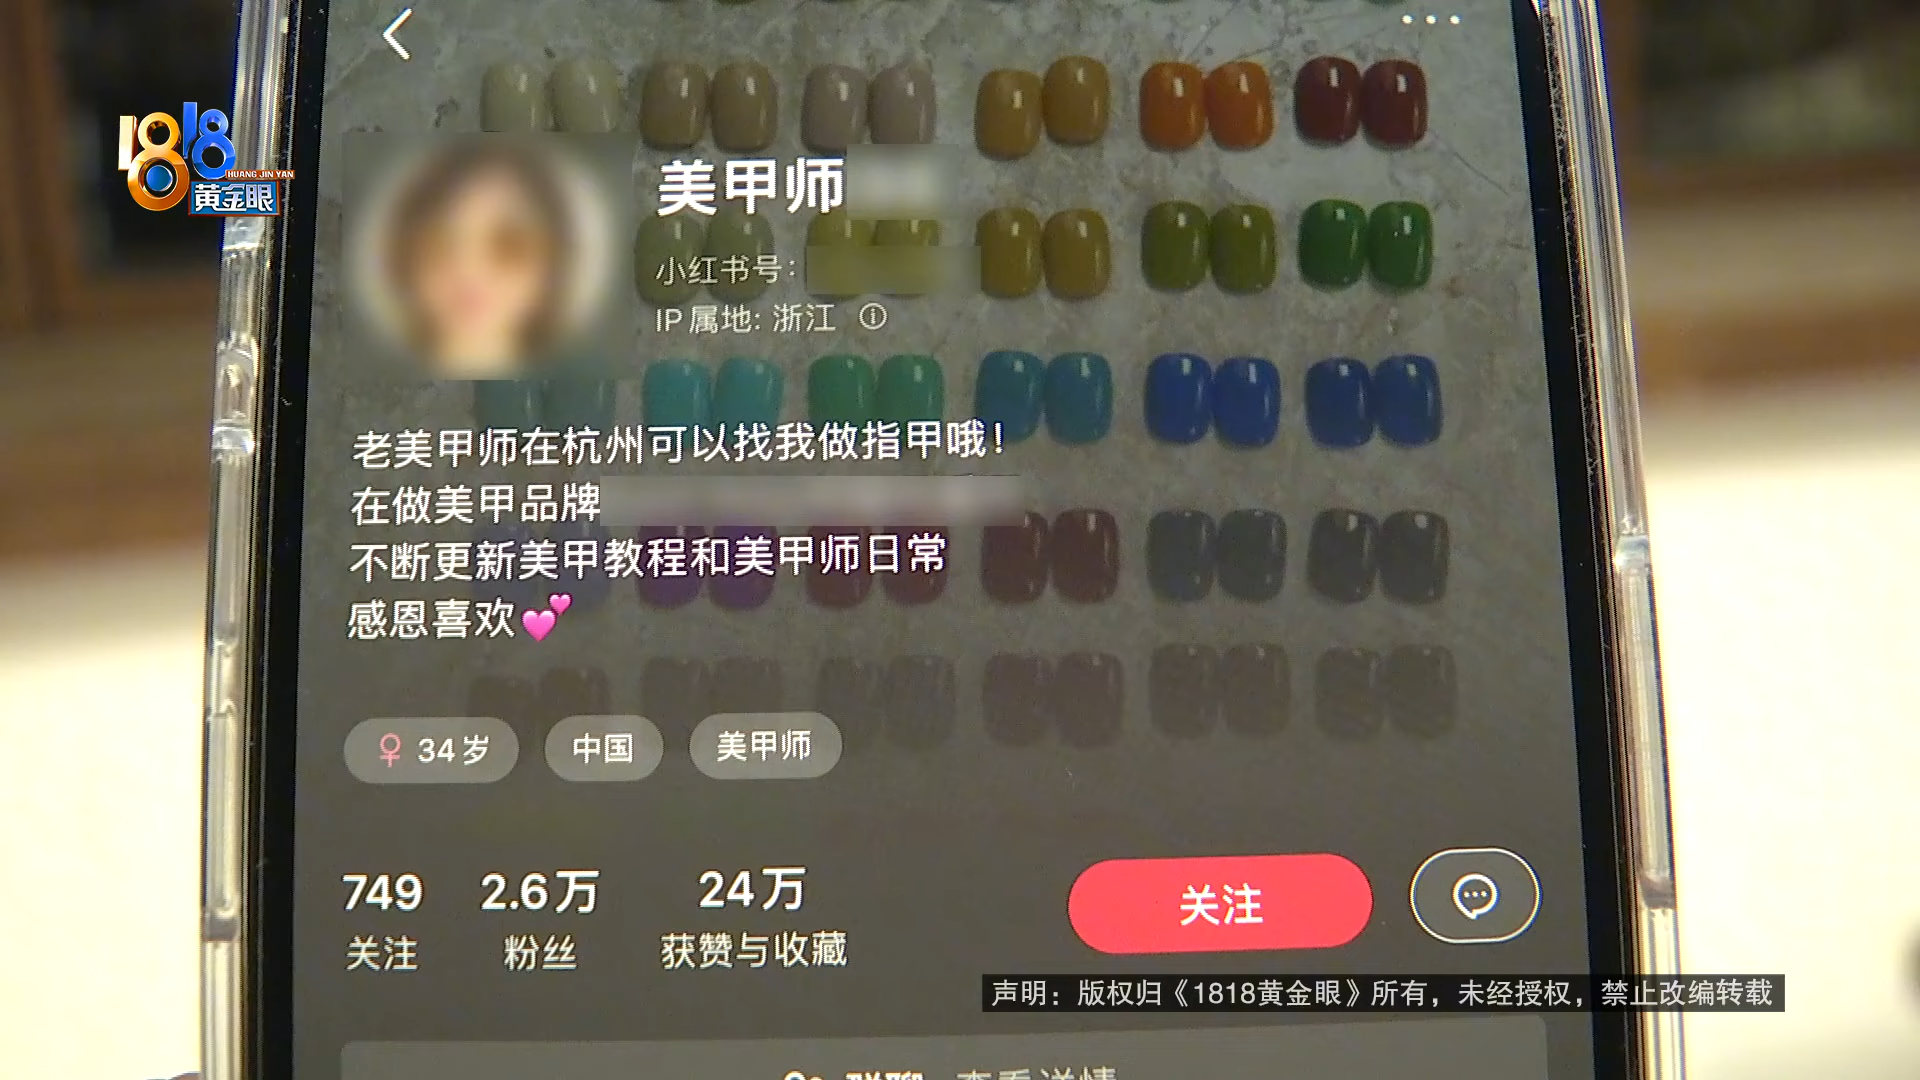 1818
HUANG JIN YAN
黄金眼
美甲师
小红书号：
IP属地: 浙江
老美甲师在杭州可以找我做指甲哦！
在做美甲品牌
不断更新美甲教程和美甲师日常
感恩喜欢💕
♀ 34岁
中国
美甲师
749
2.6万
24万
关注
粉丝
获赞与收藏
关注
声明：版权归《1818黄金眼》所有，未经授权，禁止改编转载